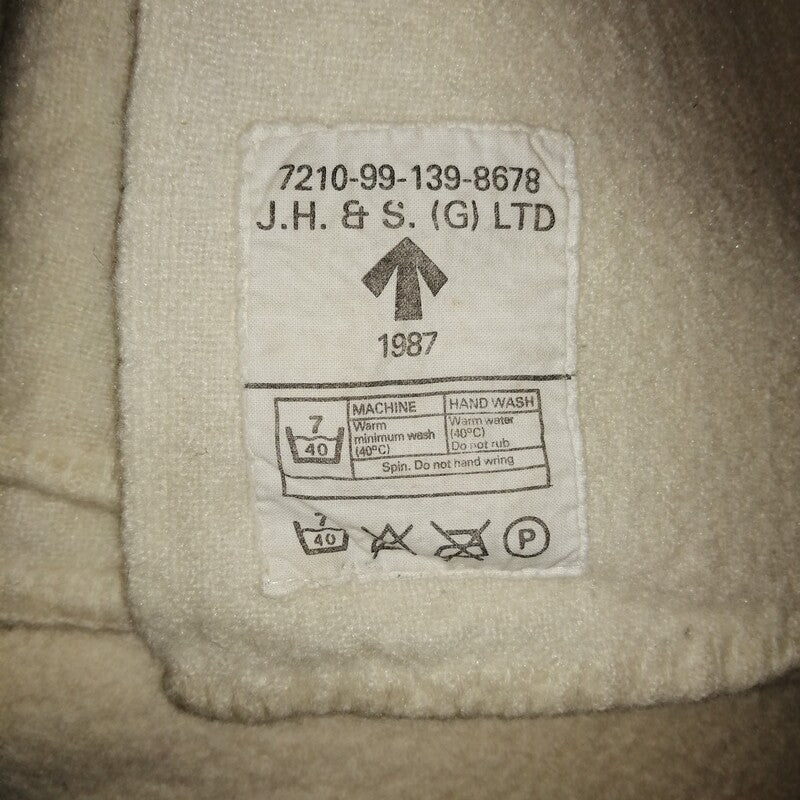 7210-99-139-8678
J.H. & S. (G) LTD
1987
7
40
MACHINE
Warm
minimum wash
(40°C)
HAND WASH
Warm water
(40°C)
Do not rub
Spin. Do not hand wring
7
40
P